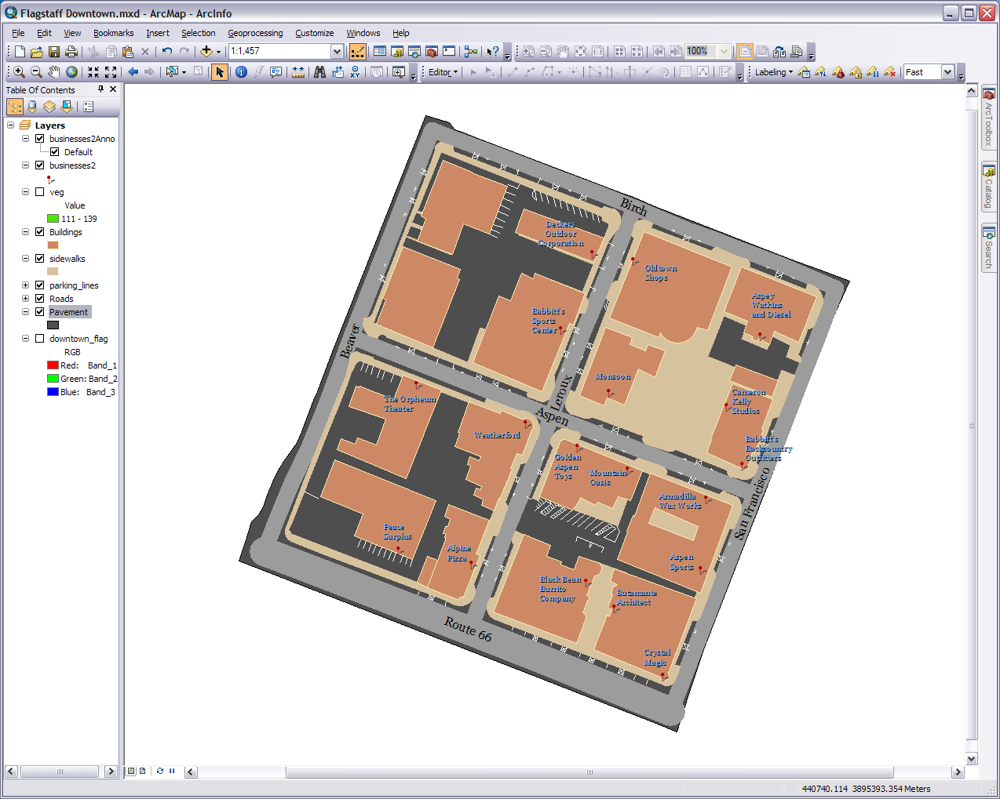 Flagstaff Downtown.mxd - ArcMap - ArcInfo
File Edit View Bookmarks Insert Selection Geoprocessing Customize Windows Help
1:1,457
100%
Editor
Labeling
Fast
Table Of Contents
Layers
businesses2Anno
Default
businesses2
veg
Value
111 - 139
Buildings
sidewalks
parking_lines
Roads
Pavement
downtown_flag
RGB
Red: Band_1
Green: Band_2
Blue: Band_3
ArcToolbox
Catalog
Search
Birch
Deckers
Outdoor
Corporation
Oldtown
Shops
Aspey
Watkins
and Diesel
Babbitt's
Sports
Center
Beaver
Monsoon
Leroux
Cameron
Kelly
Studios
The Orpheum
Theater
Aspen
Weatherford
Babbitt's
Backcountry
Outfitters
Golden
Aspen
Toys
Mountain
Oasis
San Francisco
Armadilla
Wax Works
Peace
Surplus
Alpine
Pizza
Aspen
Sports
Black Bean
Burrito
Company
Butamante
Architect
Route 66
Crystal
Magic
440740.114 3895393.354 Meters